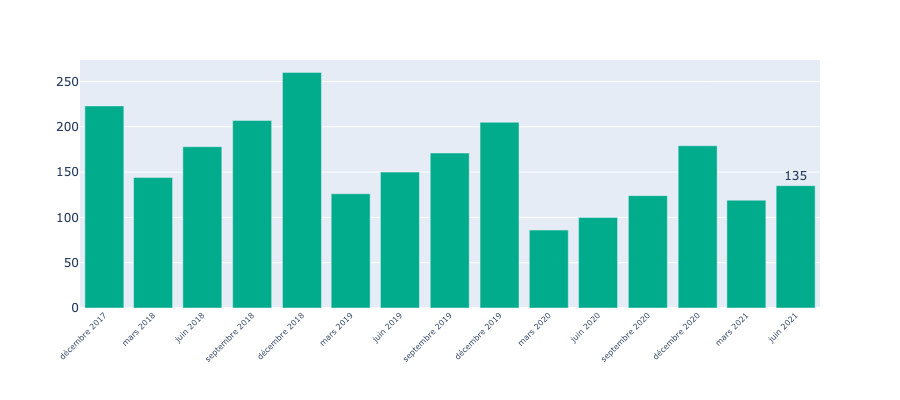 250
200
150
100
50
0
135
décembre 2017
mars 2018
juin 2018
septembre 2018
décembre 2018
mars 2019
juin 2019
septembre 2019
décembre 2019
mars 2020
juin 2020
septembre 2020
décembre 2020
mars 2021
juin 2021